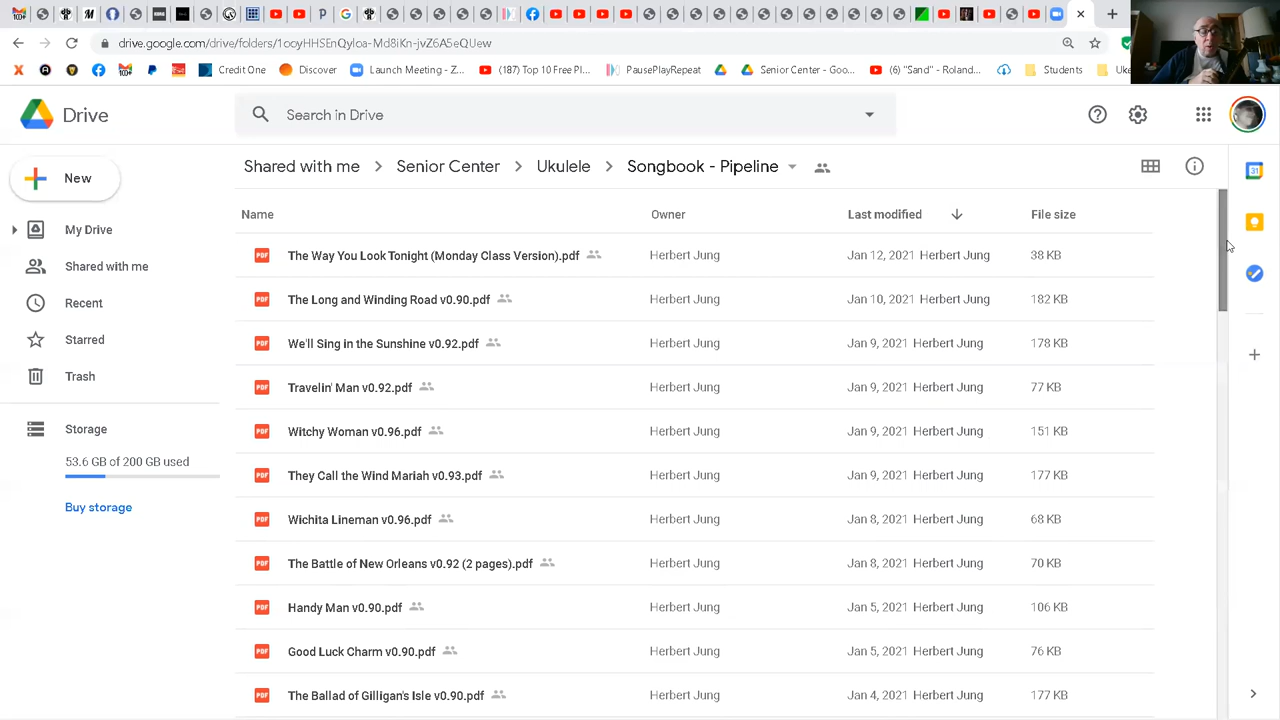 drive.google.com/drive/folders/1ooyHHSEnQyloa-Md8iKn-jvZ6A5eQUew
Credit One
Discover
Launch Meeting - Z...
(187) Top 10 Free Pl...
PausePlayRepeat
Senior Center - Goo...
(6) "Sand" - Roland...
Students
Uke
Drive
Search in Drive
New
Shared with me
Senior Center
Ukulele
Songbook - Pipeline
My Drive
Shared with me
Recent
Starred
Trash
Storage
53.6 GB of 200 GB used
Buy storage
Name Owner Last modified File size
The Way You Look Tonight (Monday Class Version).pdf Herbert Jung Jan 12, 2021 Herbert Jung 38 KB
The Long and Winding Road v0.90.pdf Herbert Jung Jan 10, 2021 Herbert Jung 182 KB
We'll Sing in the Sunshine v0.92.pdf Herbert Jung Jan 9, 2021 Herbert Jung 178 KB
Travelin' Man v0.92.pdf Herbert Jung Jan 9, 2021 Herbert Jung 77 KB
Witchy Woman v0.96.pdf Herbert Jung Jan 9, 2021 Herbert Jung 151 KB
They Call the Wind Mariah v0.93.pdf Herbert Jung Jan 9, 2021 Herbert Jung 177 KB
Wichita Lineman v0.96.pdf Herbert Jung Jan 8, 2021 Herbert Jung 68 KB
The Battle of New Orleans v0.92 (2 pages).pdf Herbert Jung Jan 8, 2021 Herbert Jung 70 KB
Handy Man v0.90.pdf Herbert Jung Jan 5, 2021 Herbert Jung 106 KB
Good Luck Charm v0.90.pdf Herbert Jung Jan 5, 2021 Herbert Jung 76 KB
The Ballad of Gilligan's Isle v0.90.pdf Herbert Jung Jan 4, 2021 Herbert Jung 177 KB